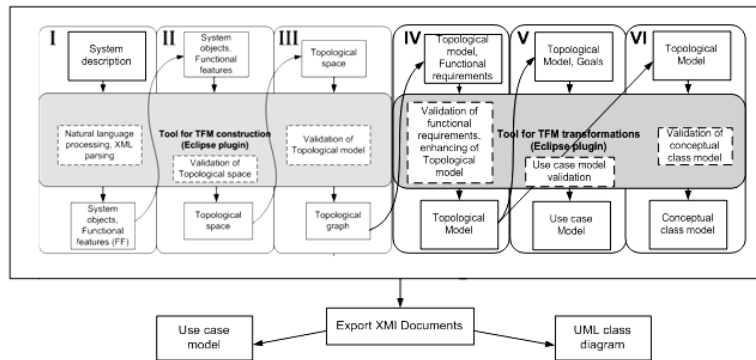 I
System
description
Natural language
processing, XML
parsing
System
objects,
Functional
features (FF)
II
System
objects,
Functional
features
Tool for TFM construction
(Eclipse plugin)
Validation of
Topological space
Topological
space
III
Topological
space
Validation of
Topological model
Topological
graph
IV
Topological
model,
Functional
requirements
Validation of
functional
requirements,
enhancing of
Topological
model
Topological
Model
V
Topological
Model, Goals
Tool for TFM transformations
(Eclipse plugin)
Use case model
validation
Use case
Model
VI
Topological
Model
Validation of
conceptual
class model
Conceptual
class model
Use case
model
Export XMI Documents
UML class
diagram